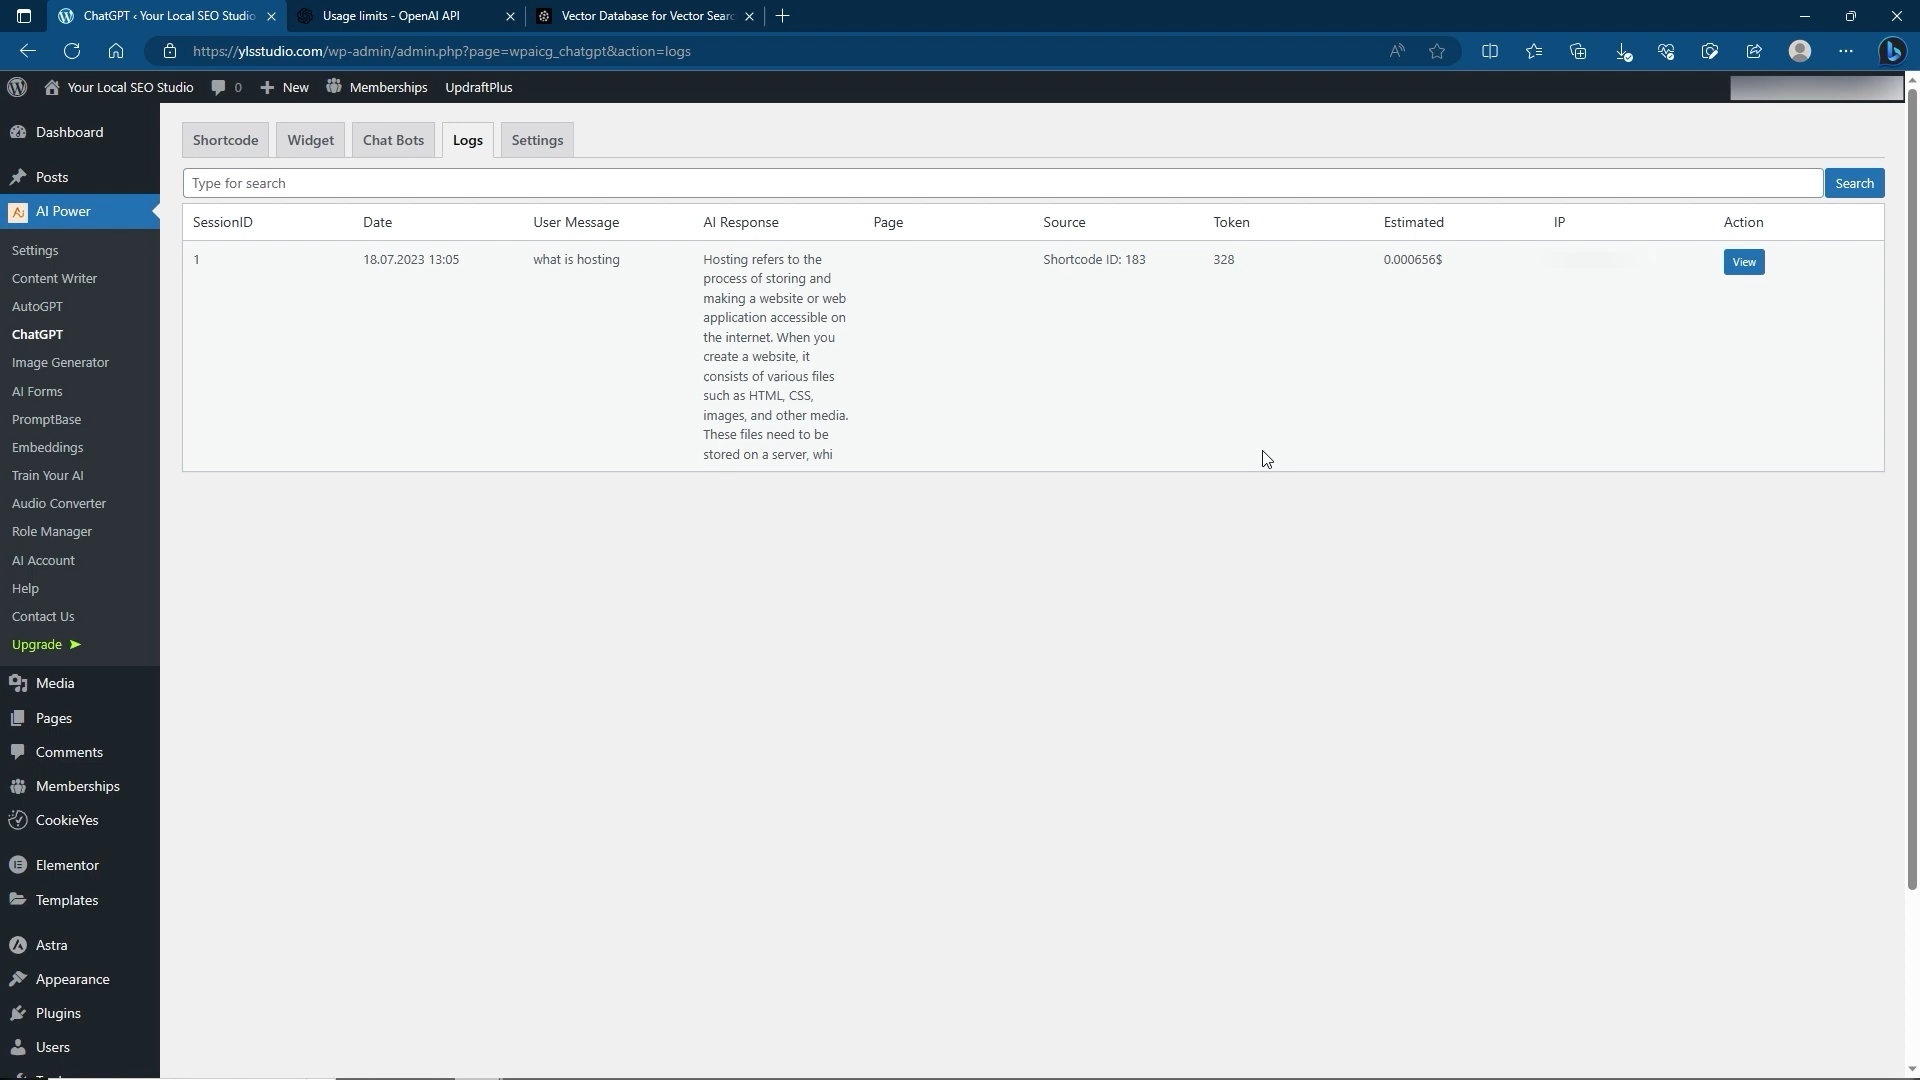 ChatGPT ‹ Your Local SEO Studio
Usage limits - OpenAI API
Vector Database for Vector Sear
https://ylsstudio.com/wp-admin/admin.php?page=wpaicg_chatgpt&action=logs
Your Local SEO Studio 0 New Memberships UpdraftPlus
Dashboard
Posts
AI Power
Settings
Content Writer
AutoGPT
ChatGPT
Image Generator
AI Forms
PromptBase
Embeddings
Train Your AI
Audio Converter
Role Manager
AI Account
Help
Contact Us
Upgrade ➤
Media
Pages
Comments
Memberships
CookieYes
Elementor
Templates
Astra
Appearance
Plugins
Users
Shortcode Widget Chat Bots Logs Settings
Type for search Search
SessionID Date User Message AI Response Page Source Token Estimated IP Action
1 18.07.2023 13:05 what is hosting Hosting refers to the Shortcode ID: 183 328 0.000656$ View
process of storing and
making a website or web
application accessible on
the internet. When you
create a website, it
consists of various files
such as HTML, CSS,
images, and other media.
These files need to be
stored on a server, whi